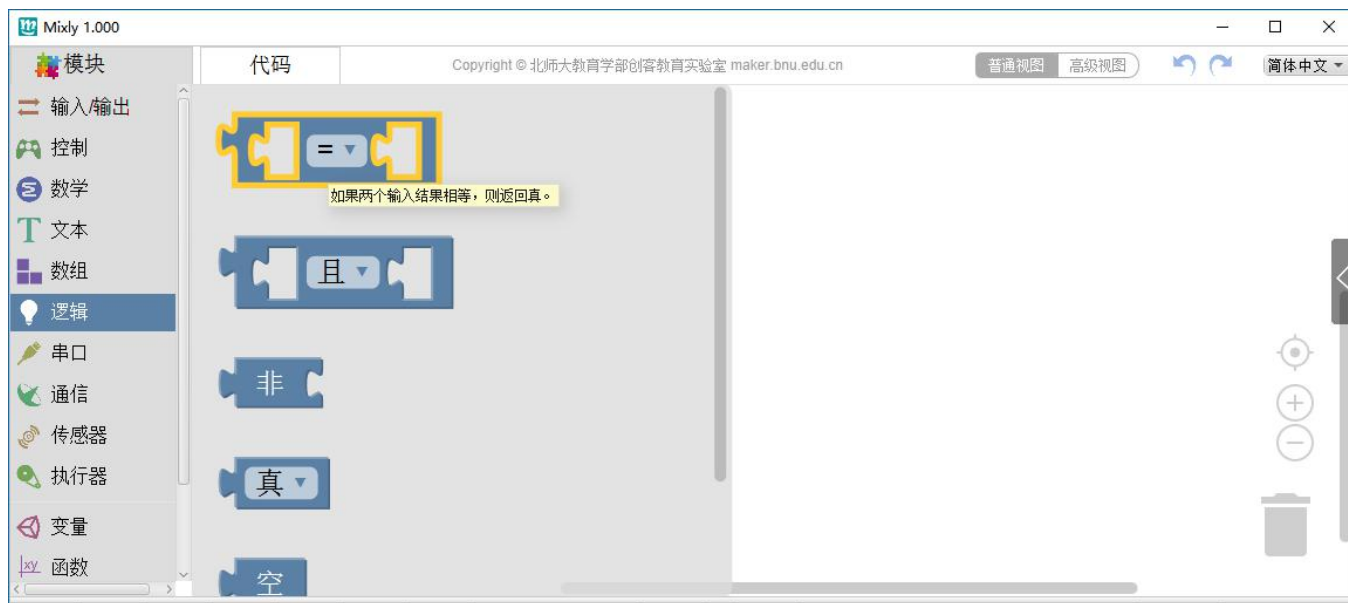 Mixly 1.000
模块
代码
Copyright © 北师大教育学部创客教育实验室 maker.bnu.edu.cn
普通视图
高级视图
简体中文
输入/输出
控制
数学
文本
数组
逻辑
串口
通信
传感器
执行器
变量
xy 函数
=
如果两个输入结果相等，则返回真。
且
非
真
空